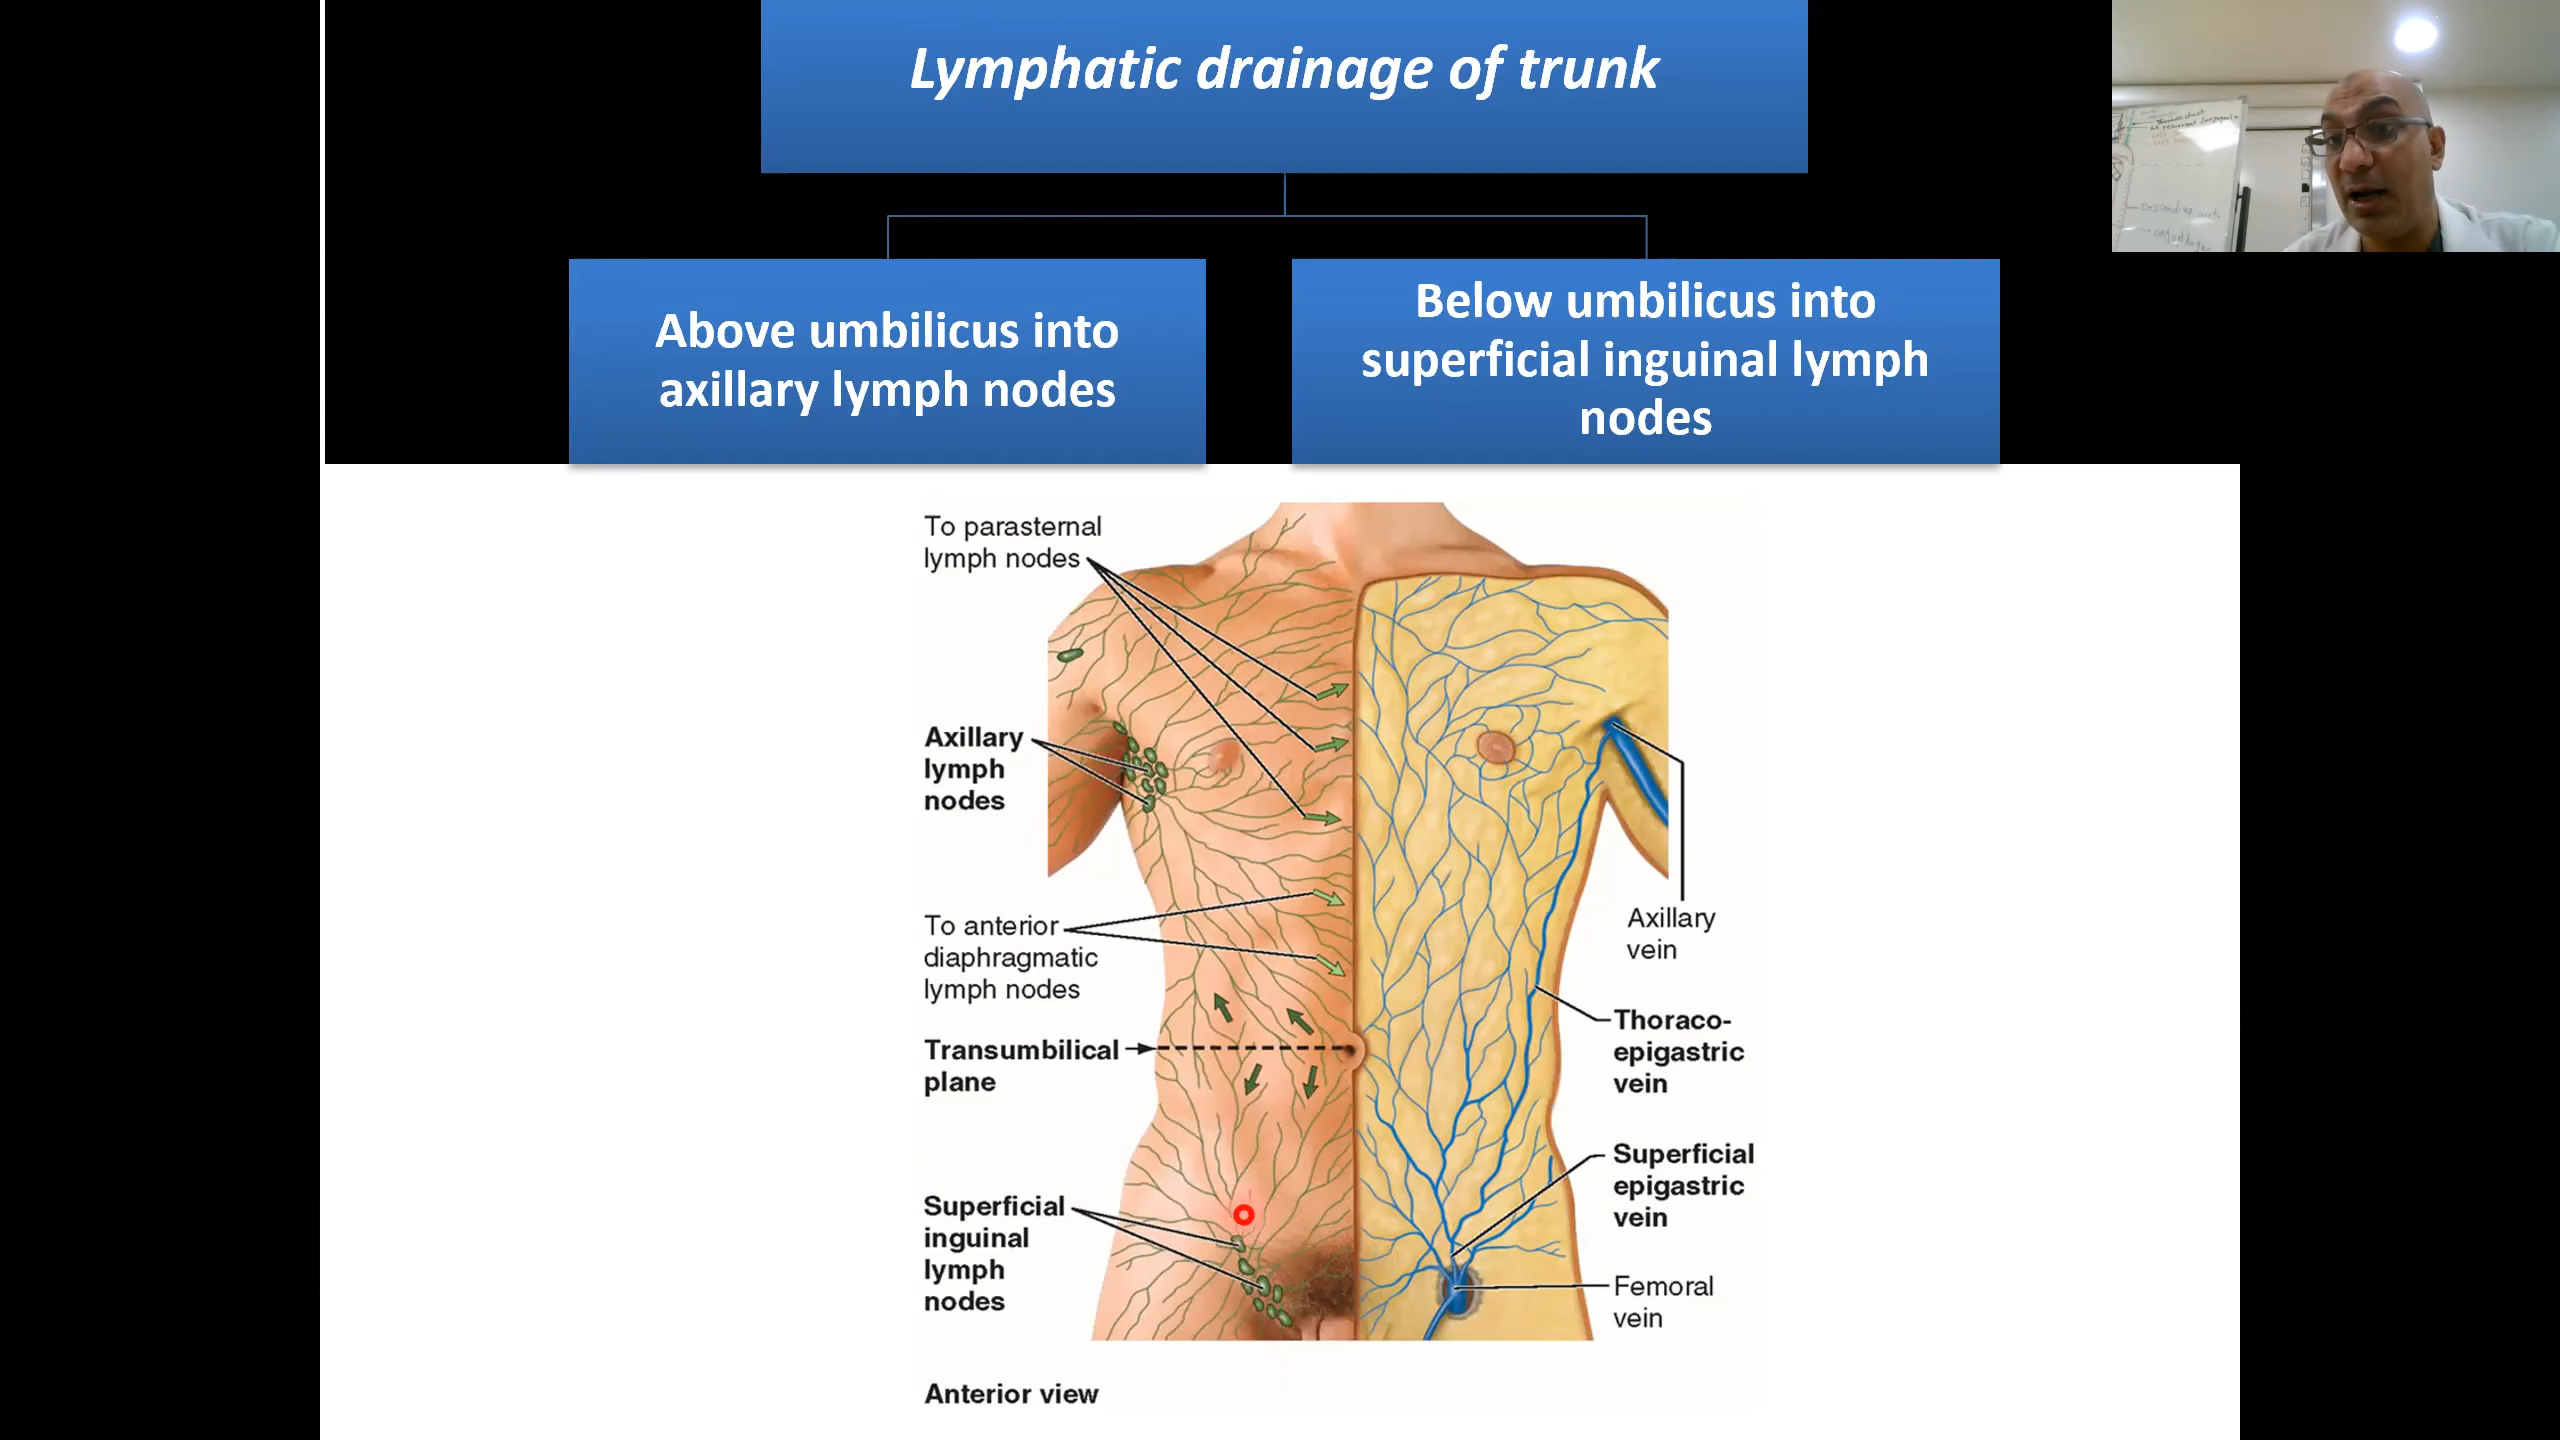 Lymphatic drainage of trunk
Above umbilicus into
axillary lymph nodes
Below umbilicus into
superficial inguinal lymph
nodes
To parasternal
lymph nodes
Axillary
lymph
nodes
To anterior
diaphragmatic
lymph nodes
Transumbilical
plane
Superficial
inguinal
lymph
nodes
Axillary
vein
Thoraco-
epigastric
vein
Superficial
epigastric
vein
Femoral
vein
Anterior view